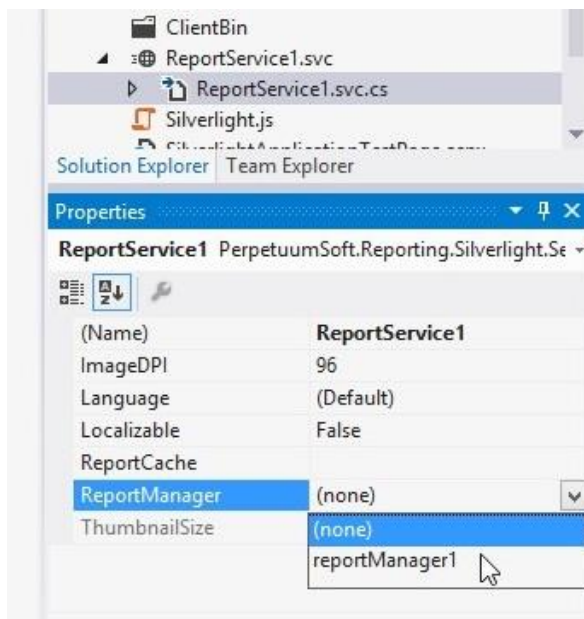 ClientBin
ReportService1.svc
ReportService1.svc.cs
Silverlight.js
Solution Explorer Team Explorer
Properties
ReportService1 PerpetuumSoft.Reporting.Silverlight.Se
(Name) ReportService1
ImageDPI 96
Language (Default)
Localizable False
ReportCache
ReportManager (none)
ThumbnailSize (none)
reportManager1